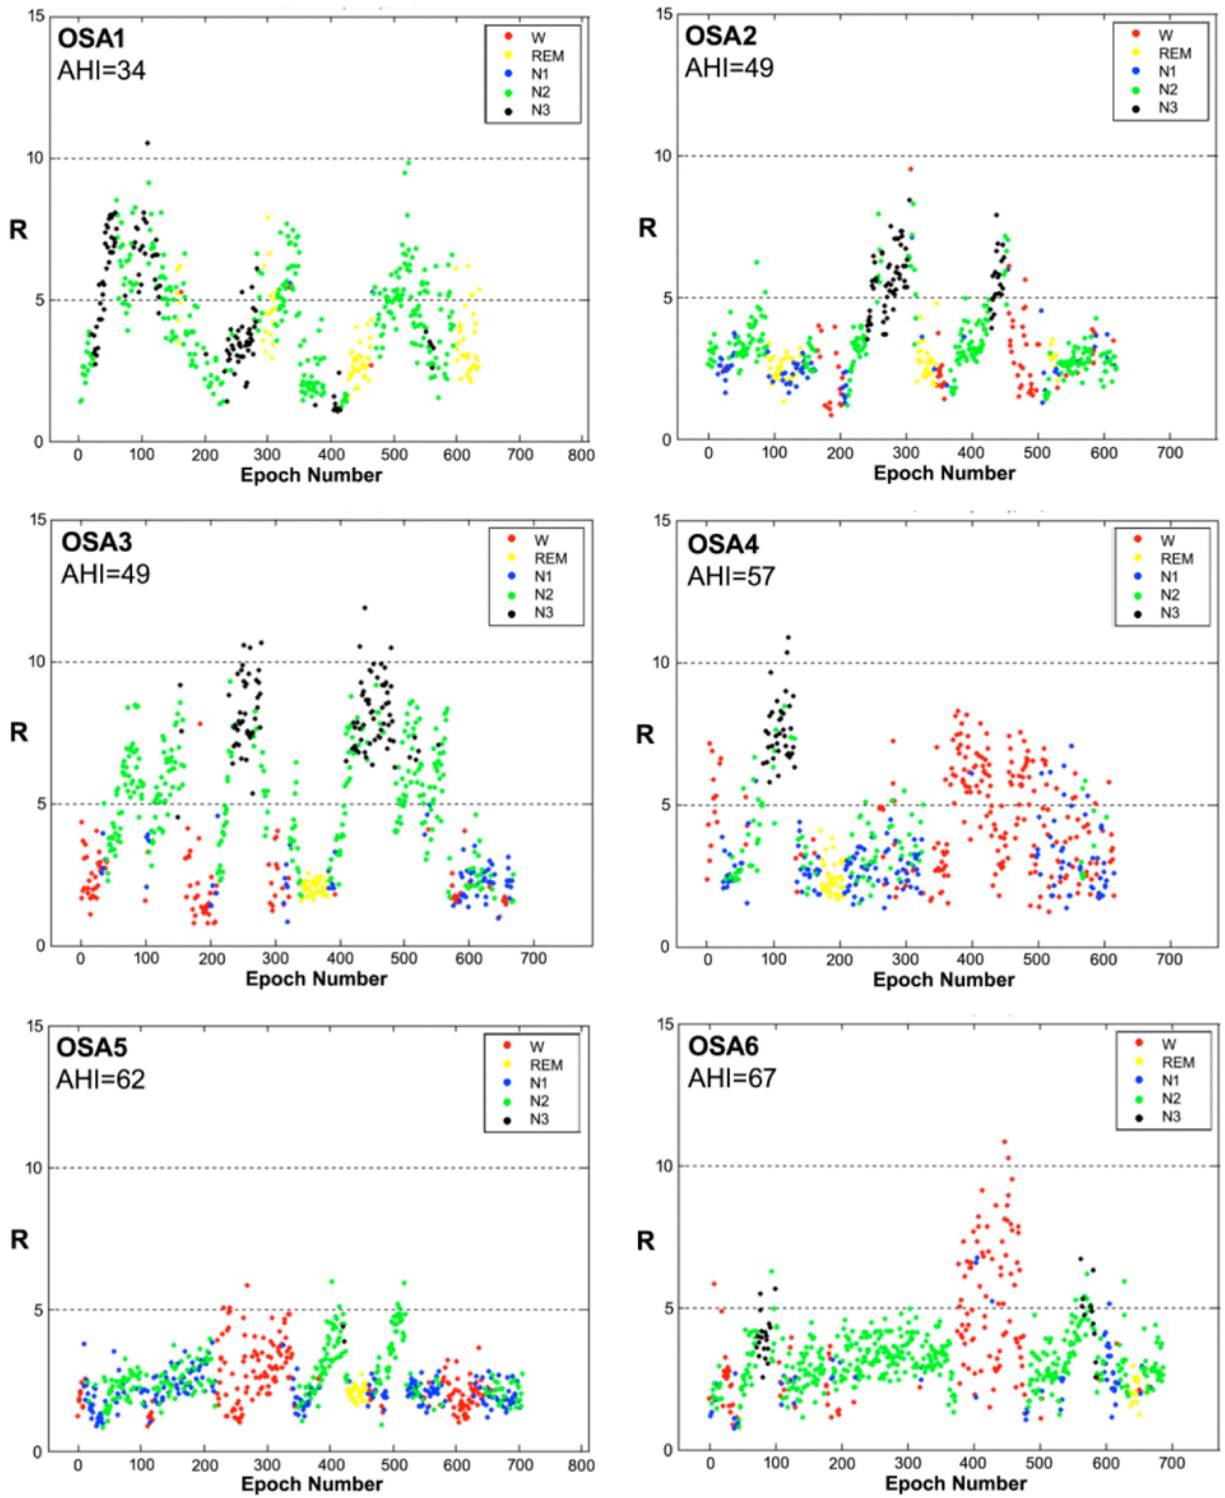 OSA1
AHI=34
W
REM
N1
N2
N3
15
10
5
0
R
0 100 200 300 400 500 600 700 800
Epoch Number
OSA2
AHI=49
W
REM
N1
N2
N3
15
10
5
0
R
0 100 200 300 400 500 600 700
Epoch Number
OSA3
AHI=49
W
REM
N1
N2
N3
15
10
5
0
R
0 100 200 300 400 500 600 700
Epoch Number
OSA4
AHI=57
W
REM
N1
N2
N3
15
10
5
0
R
0 100 200 300 400 500 600 700
Epoch Number
OSA5
AHI=62
W
REM
N1
N2
N3
15
10
5
0
R
0 100 200 300 400 500 600 700 800
Epoch Number
OSA6
AHI=67
W
REM
N1
N2
N3
15
10
5
0
R
0 100 200 300 400 500 600 700
Epoch Number